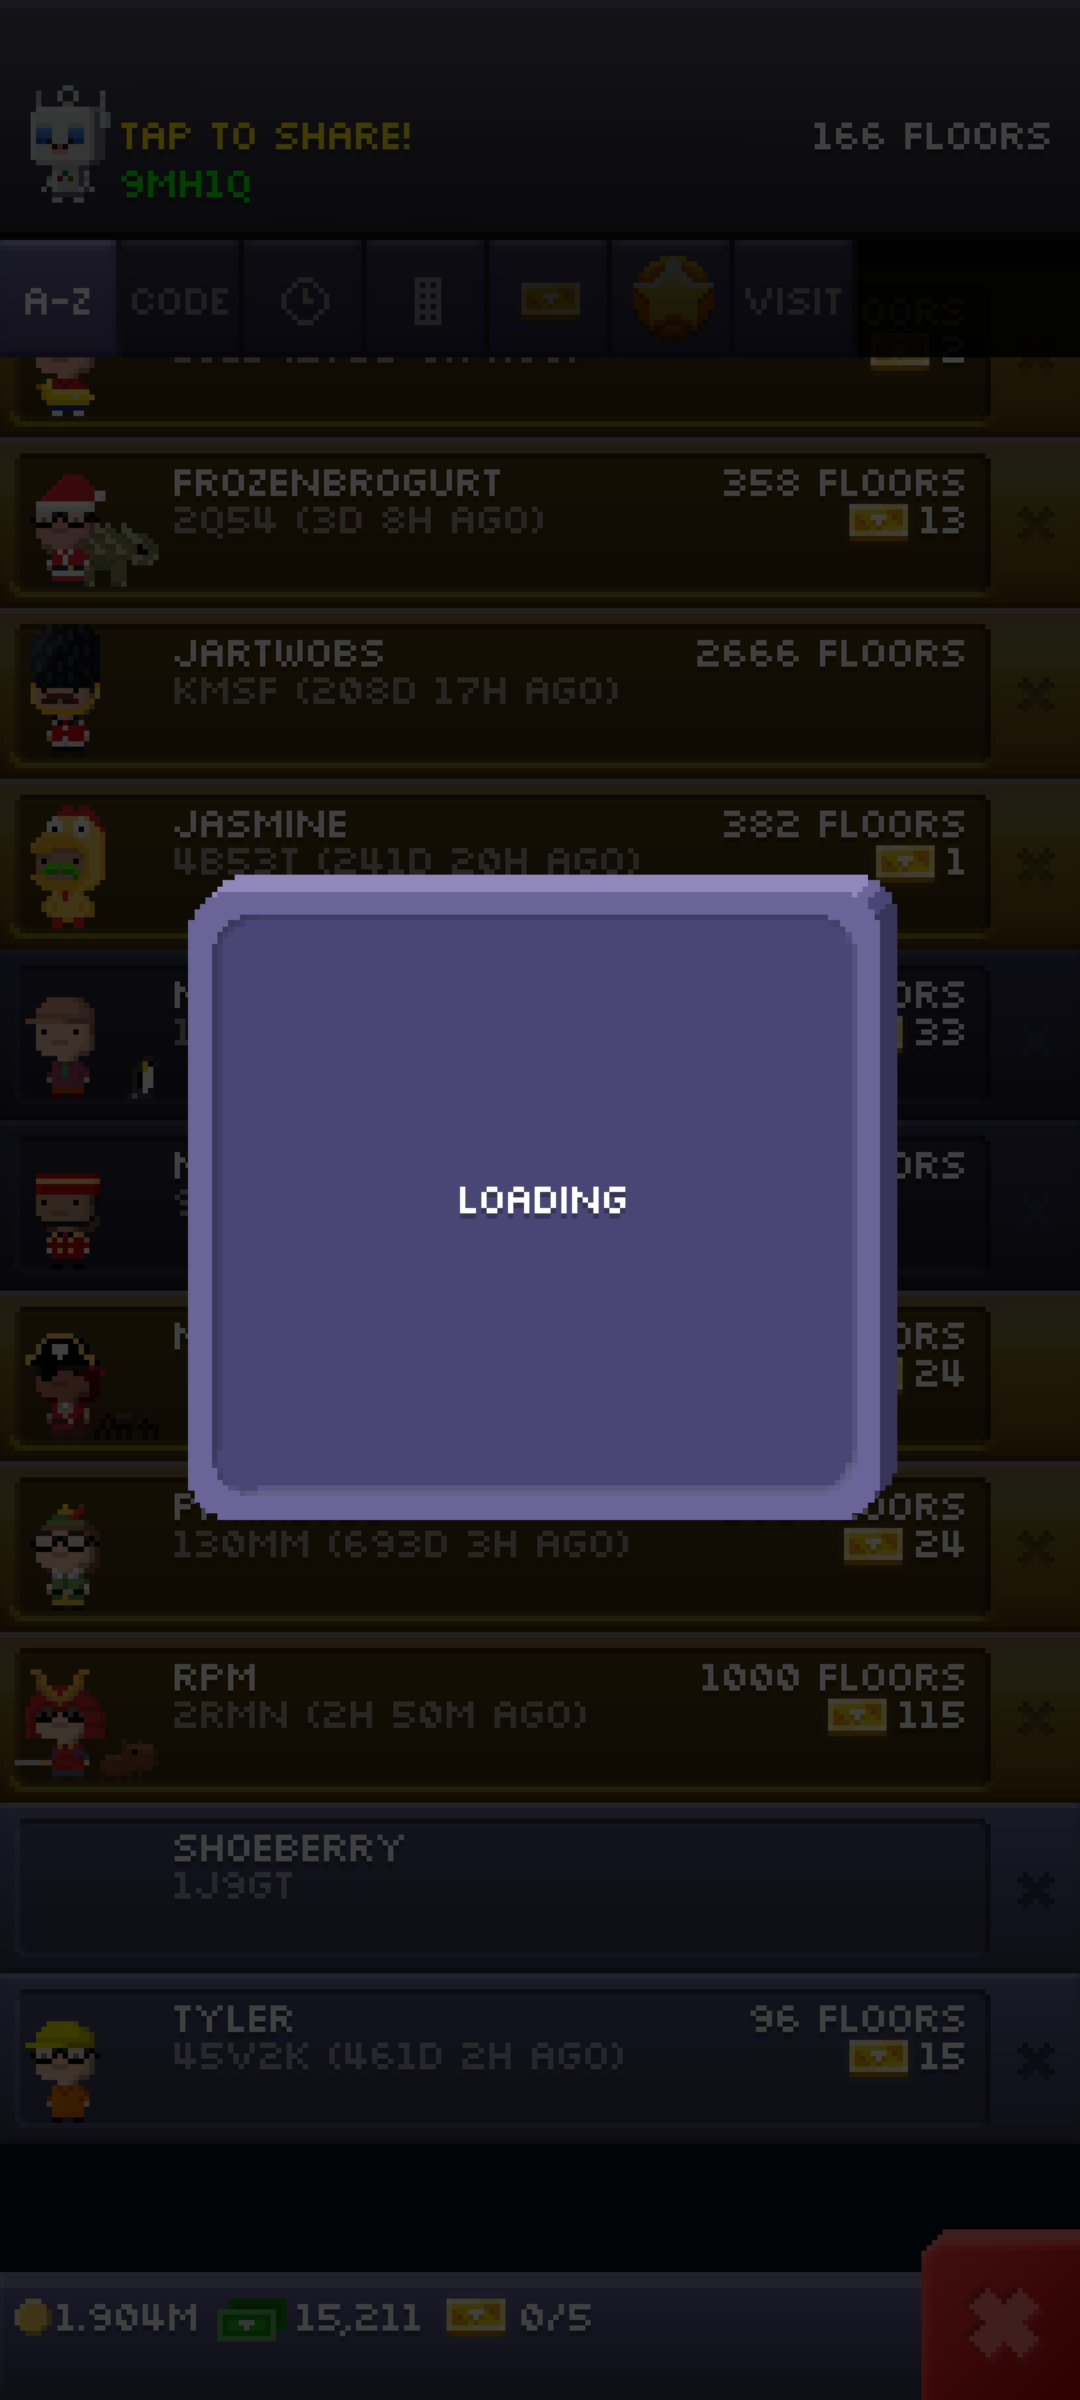 TAP TO SHARE!
166 FLOORS
9MH1Q
A-Z
CODE
VISIT
2
FROZENBROGURT
358 FLOORS
2Q54 (3D 8H AGO)
13
JARTWOBS
2666 FLOORS
KMSF (208D 17H AGO)
JASMINE
382 FLOORS
4B53T (241D 20H AGO)
1
33
LOADING
24
130MM (693D 3H AGO)
24
RPM
1000 FLOORS
2RMN (2H 50M AGO)
115
SHOEBERRY
1J9GT
TYLER
96 FLOORS
45V2K (461D 2H AGO)
15
1.904M
15,211
0/5